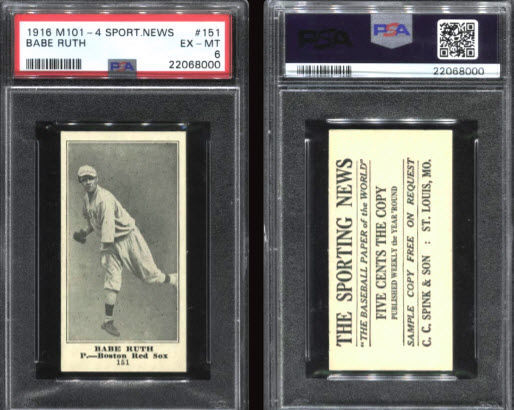 1916 M101-4 SPORT.NEWS #151
BABE RUTH EX-MT
6
PSA 22068000
BABE RUTH
P.—Boston Red Sox
151
PSA
22068000
THE SPORTING NEWS
"THE BASEBALL PAPER of the WORLD"
FIVE CENTS THE COPY
PUBLISHED WEEKLY the YEAR 'ROUND
SAMPLE COPY FREE ON REQUEST
C. C. SPINK & SON : ST. LOUIS, MO.